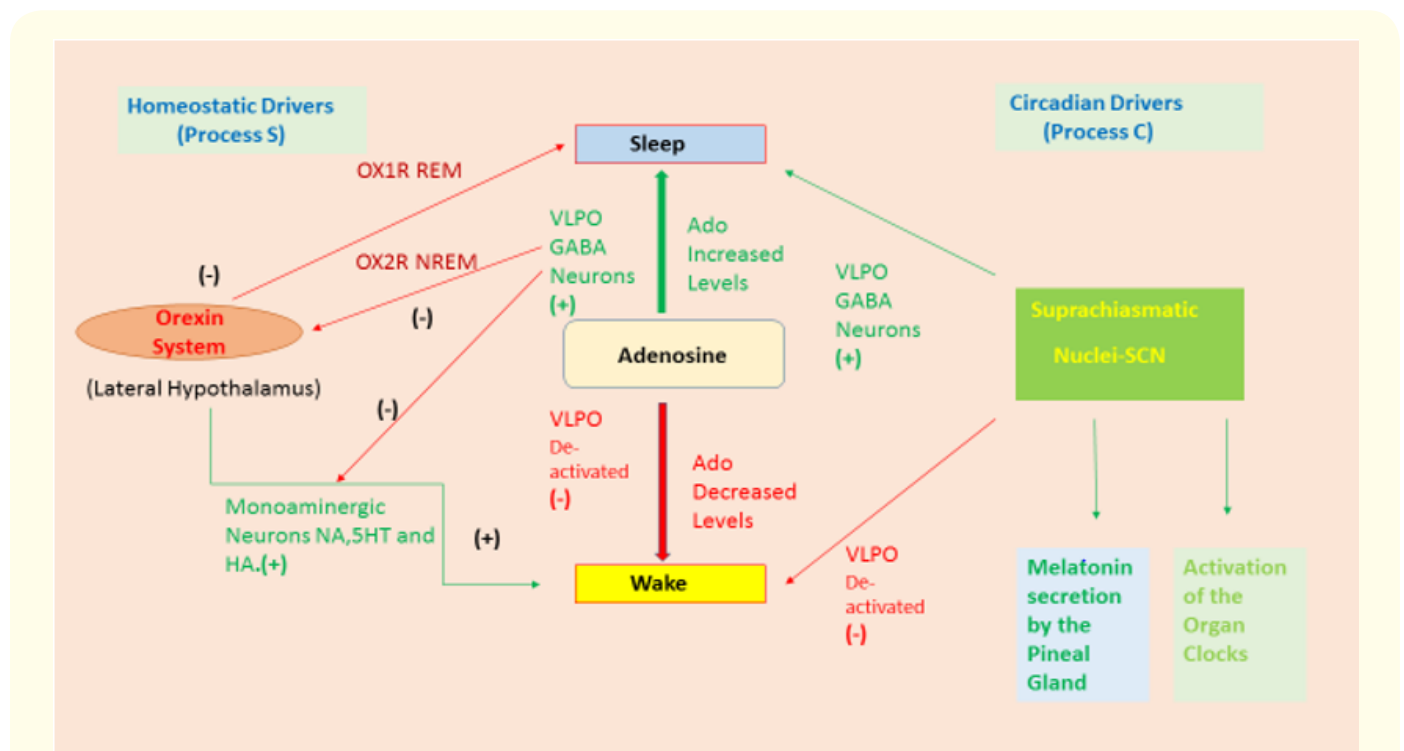 Homeostatic Drivers
(Process S)
Circadian Drivers
(Process C)
Sleep
OX1R REM
VLPO
GABA
Neurons
(+)
Ado
Increased
Levels
OX2R NREM
(-)
(-)
VLPO
GABA
Neurons
(+)
Orexin
System
(Lateral Hypothalamus)
Suprachiasmatic
Nuclei-SCN
Adenosine
(-)
VLPO
De-
activated
(-)
Ado
Decreased
Levels
Monoaminergic
Neurons NA,5HT and
HA.(+)
(+)
Wake
VLPO
De-
activated
(-)
Melatonin
secretion
by the
Pineal
Gland
Activation
of the
Organ
Clocks